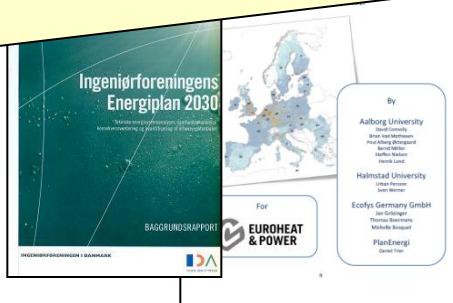 Ingeniørforeningens
Energiplan 2030
BAGGRUNDSRAPPORT
INGENIØRFORENINGEN I DANMARK
IDA
For
EUROHEAT
& POWER
By
Aalborg University
David Connolly
Brian Vad Mathiesen
Poul Alberg Østergaard
Bernd Möller
Steffen Nielsen
Henrik Lund
Halmstad University
Urban Persson
Sven Werner
Ecofys Germany GmbH
Jan Grözinger
Thomas Boermans
Michelle Bosquet
PlanEnergi
Daniel Trier